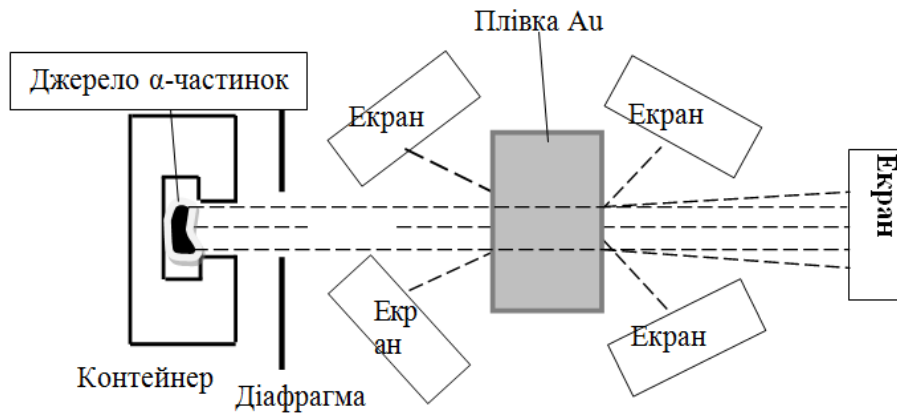 Плівка Au
Джерело α-частинок
Екран
Екран
Екран
Екр
ан
Екран
Контейнер
Діафрагма